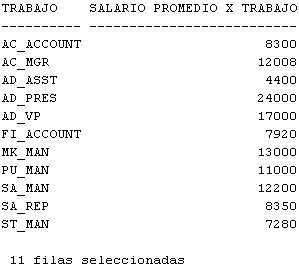 TRABAJO    SALARIO PROMEDIO X TRABAJO
---------- --------------------------
AC_ACCOUNT                       8300
AC_MGR                          12008
AD_ASST                          4400
AD_PRES                         24000
AD_VP                           17000
FI_ACCOUNT                       7920
MK_MAN                          13000
PU_MAN                          11000
SA_MAN                          12200
SA_REP                           8350
ST_MAN                           7280
11 filas seleccionadas